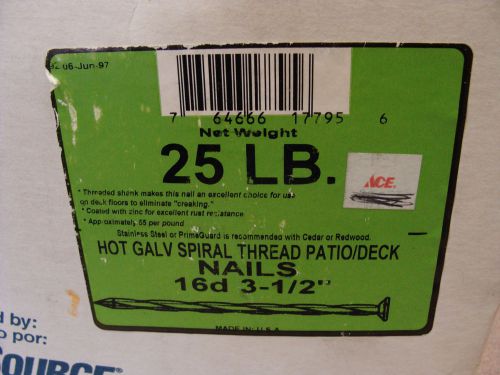 92 06-Jun-97
7 64666 17795 6
Net Weight
25 LB.
ACE.
* Threaded shank makes this nail an excellent choice for use
on deck floors to eliminate "creaking."
* Coated with zinc for excellent rust resistance
* Approximately 65 per pound
Stainless Steel or PrimeGuard is recommended with Cedar or Redwood.
HOT GALV SPIRAL THREAD PATIO/DECK
NAILS
16d 3-1/2"
MADE IN U.S.A
d by:
o por:
SOURCE®